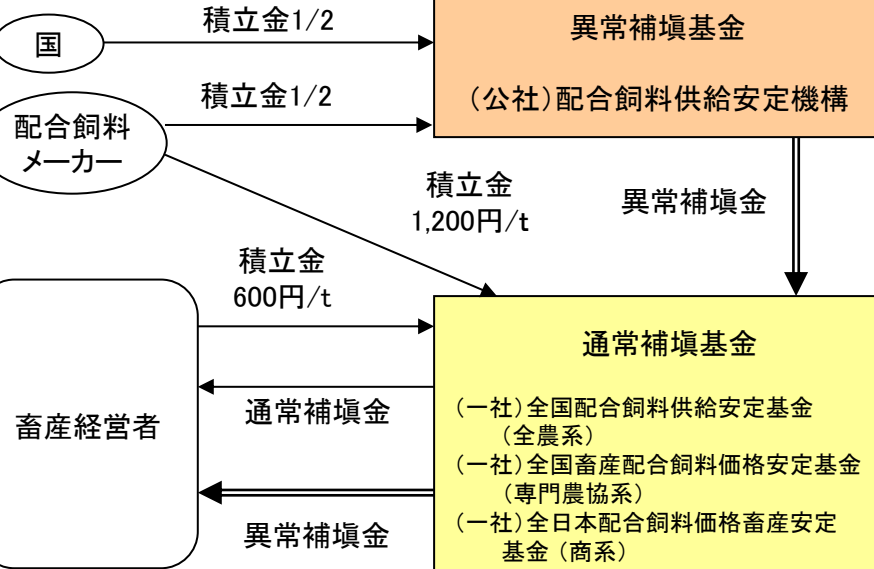 国
積立金1/2
異常補塡基金
(公社)配合飼料供給安定機構
配合飼料
メーカー
積立金1/2
積立金
1,200円/t
異常補塡金
積立金
600円/t
畜産経営者
通常補塡金
異常補塡金
通常補塡基金
(一社)全国配合飼料供給安定基金
(全農系)
(一社)全国畜産配合飼料価格安定基金
(専門農協系)
(一社)全日本配合飼料価格畜産安定
基金(商系)